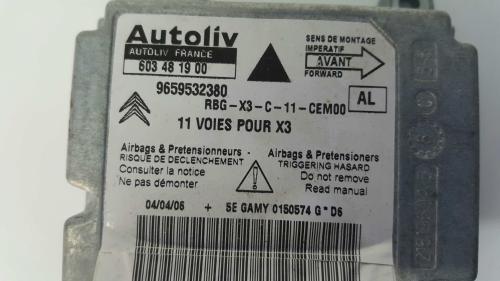 Autoliv
AUTOLIV FRANCE
603 48 19 00
SENS DE MONTAGE
IMPERATIF
AVANT
FORWARD
9659532380
RBG-X3-C-11-CEM00
AL
11 VOIES POUR X3
Airbags & Pretensionneurs
RISQUE DE DECLENCHEMENT
Consulter la notice
Ne pas démonter
Airbags & Pretensioners
TRIGGERING HASARD
Do not remove
Read manual
04/04/06 + 5E GAMY 0150574 G * D6